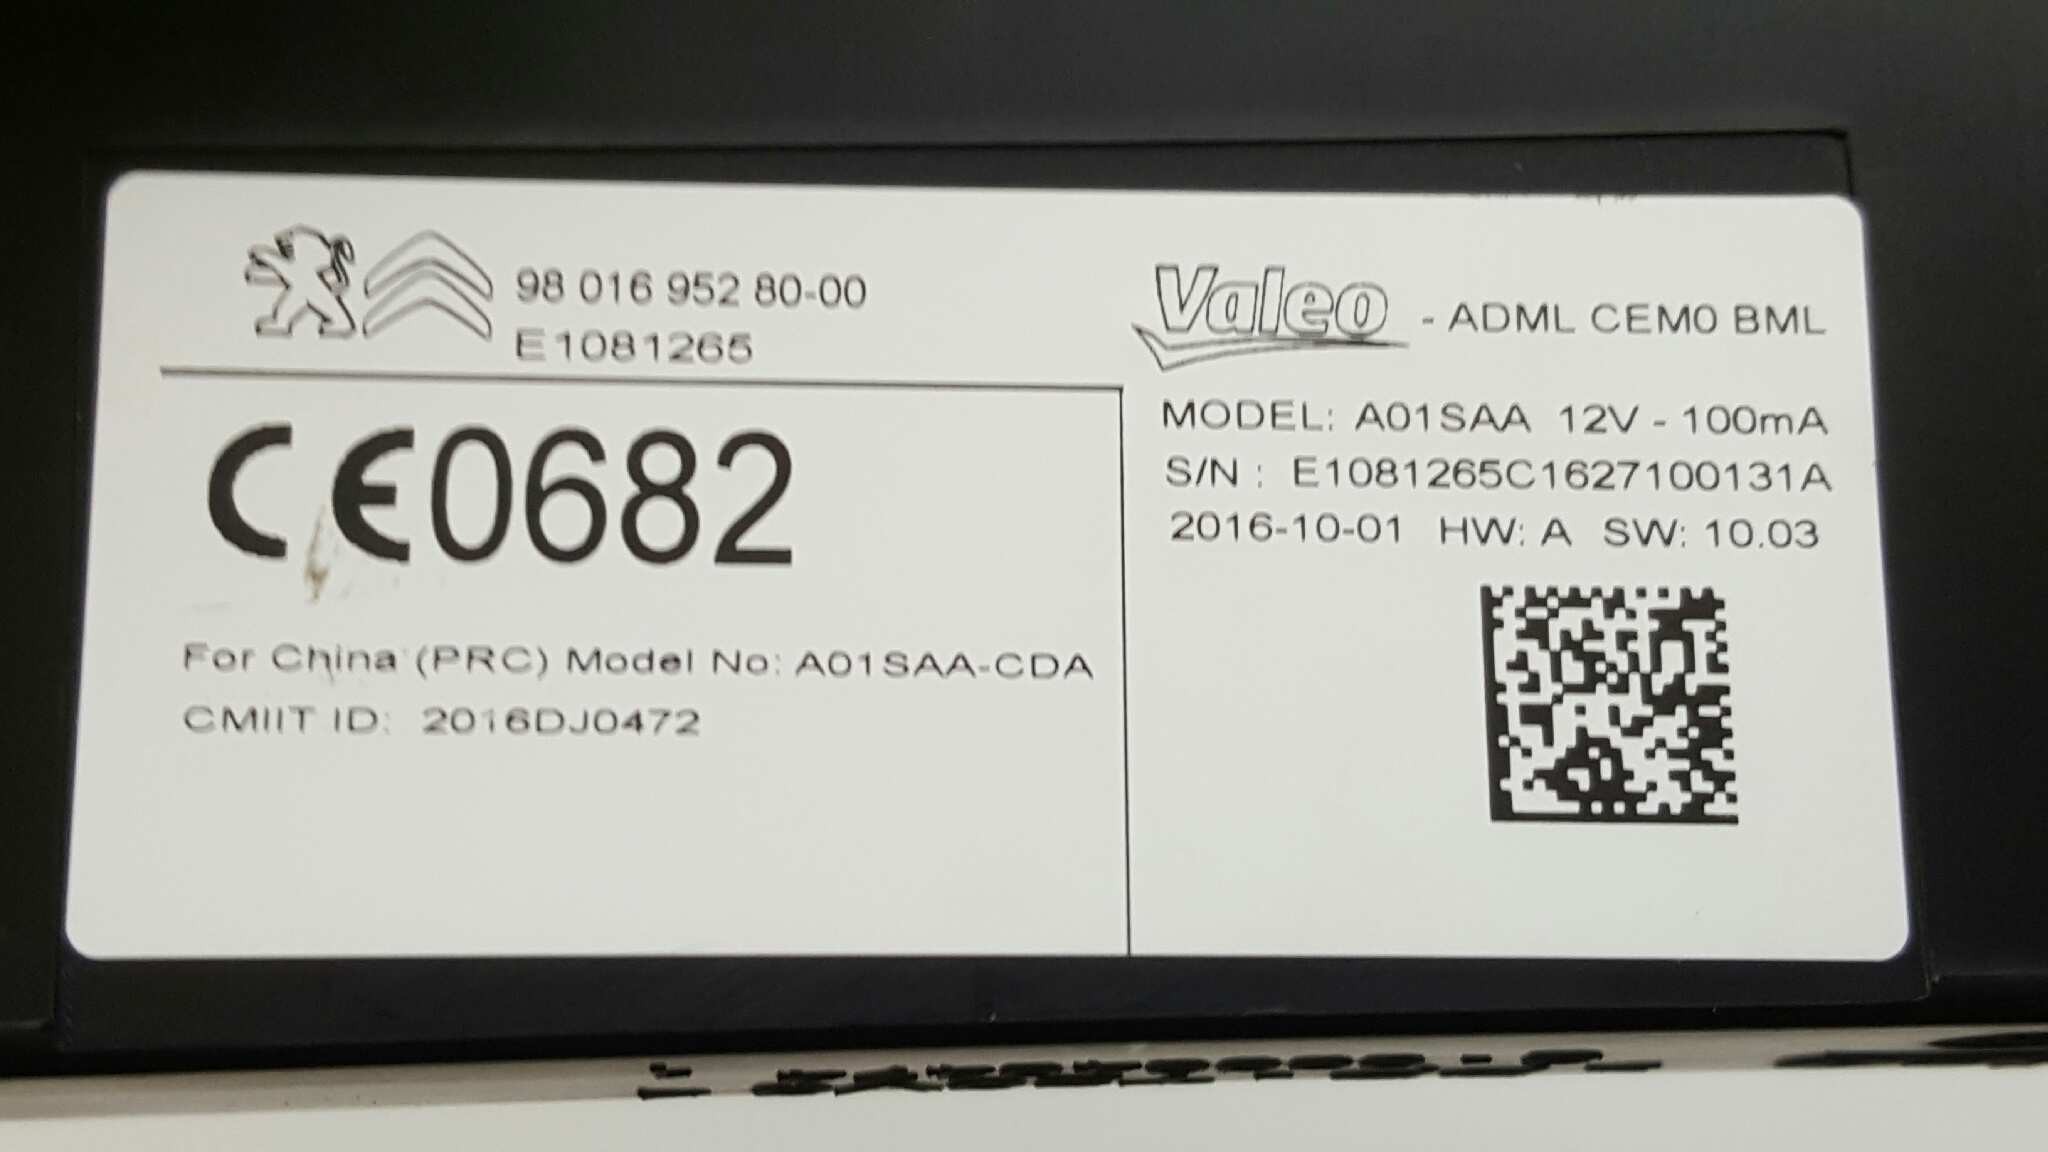 98 016 952 80-00
E1081265
CE0682
For China (PRC) Model No: A01SAA-CDA
CMIIT ID: 2016DJ0472
Valeo - ADML CEM0 BML
MODEL: A01SAA 12V - 100mA
S/N : E1081265C1627100131A
2016-10-01 HW: A SW: 10.03